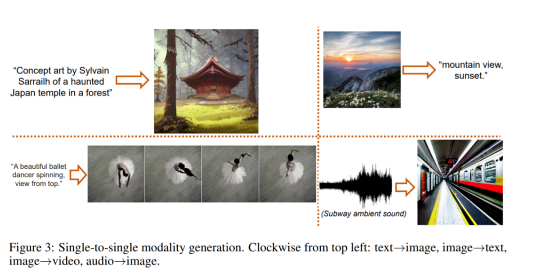 “Concept art by Sylvain
Sarrailh of a haunted
Japan temple in a forest”
“mountain view,
sunset.”
“A beautiful ballet
dancer spinning,
view from top.”
(Subway ambient sound)
Figure 3: Single-to-single modality generation. Clockwise from top left: text→image, image→text,
image→video, audio→image.